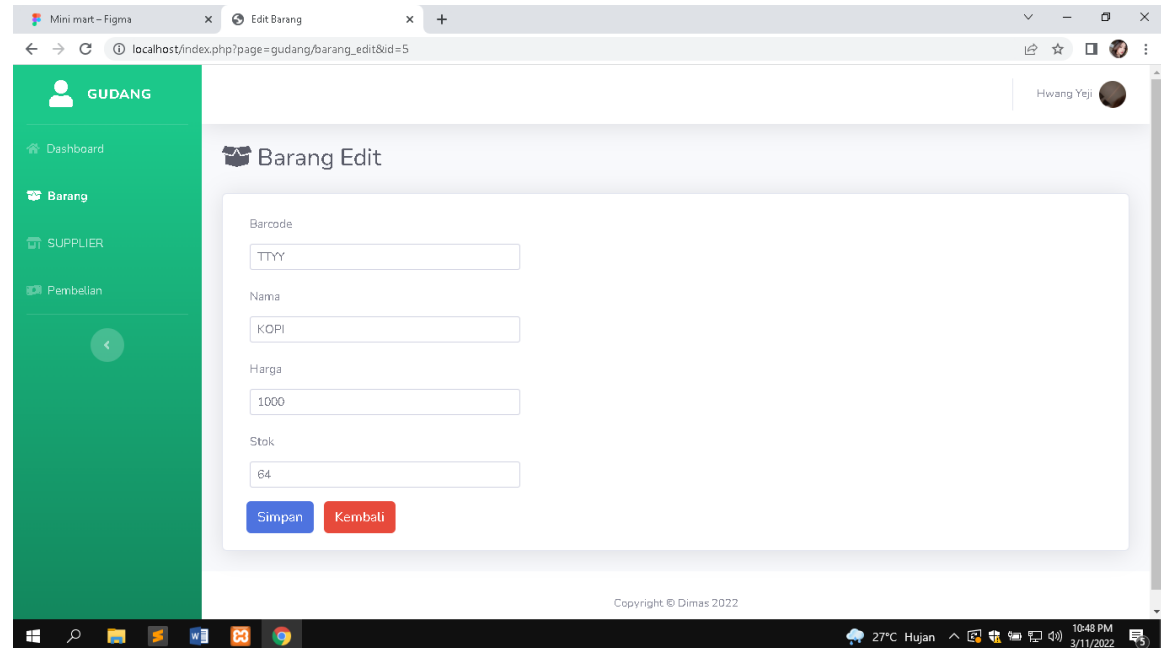 Mini mart – Figma
Edit Barang
localhost/index.php?page=gudang/barang_edit&id=5
GUDANG
Hwang Yeji
Dashboard
Barang Edit
Barang
Barcode
SUPPLIER
TTYY
Pembelian
Nama
KOPI
Harga
1000
Stok
64
Simpan Kembali
Copyright © Dimas 2022
27°C Hujan
10:48 PM
3/11/2022
5